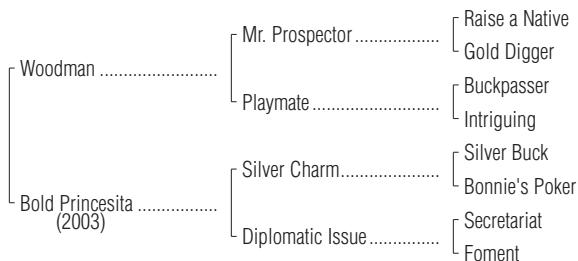 Raise a Native
Mr. Prospector ..................
Gold Digger
Woodman .........................
Buckpasser
Playmate ...........................
Intriguing
Silver Buck
Silver Charm.....................
Bonnie's Poker
Bold Princesita .................
(2003)
Secretariat
Diplomatic Issue ...............
Foment